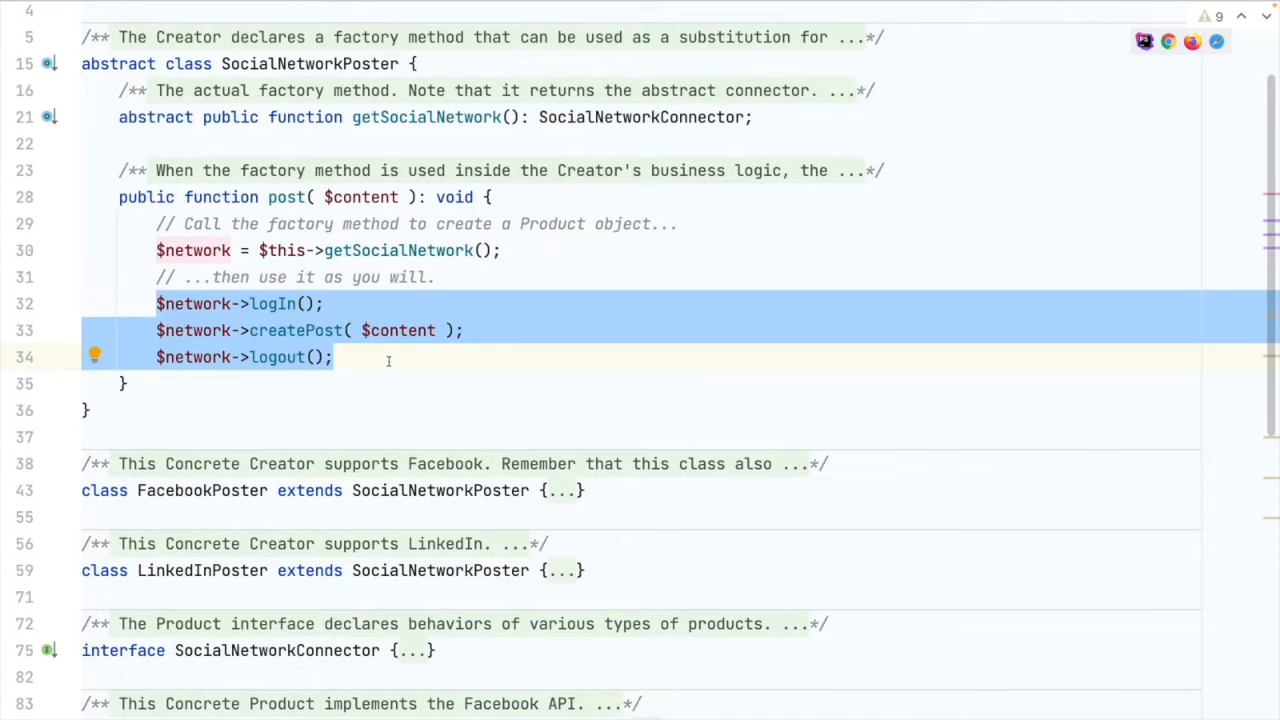 4
9
5 /** The Creator declares a factory method that can be used as a substitution for ...*/
15 abstract class SocialNetworkPoster {
16 /** The actual factory method. Note that it returns the abstract connector. ...*/
21 abstract public function getSocialNetwork(): SocialNetworkConnector;
22
23 /** When the factory method is used inside the Creator's business logic, the ...*/
28 public function post( $content ): void {
29 // Call the factory method to create a Product object...
30 $network = $this->getSocialNetwork();
31 // ...then use it as you will.
32 $network->logIn();
33 $network->createPost( $content );
34 $network->logout();
35 }
36 }
37
38 /** This Concrete Creator supports Facebook. Remember that this class also ...*/
43 class FacebookPoster extends SocialNetworkPoster {...}
55
56 /** This Concrete Creator supports LinkedIn. ...*/
59 class LinkedInPoster extends SocialNetworkPoster {...}
71
72 /** The Product interface declares behaviors of various types of products. ...*/
75 interface SocialNetworkConnector {...}
82
83 /** This Concrete Product implements the Facebook API. ...*/